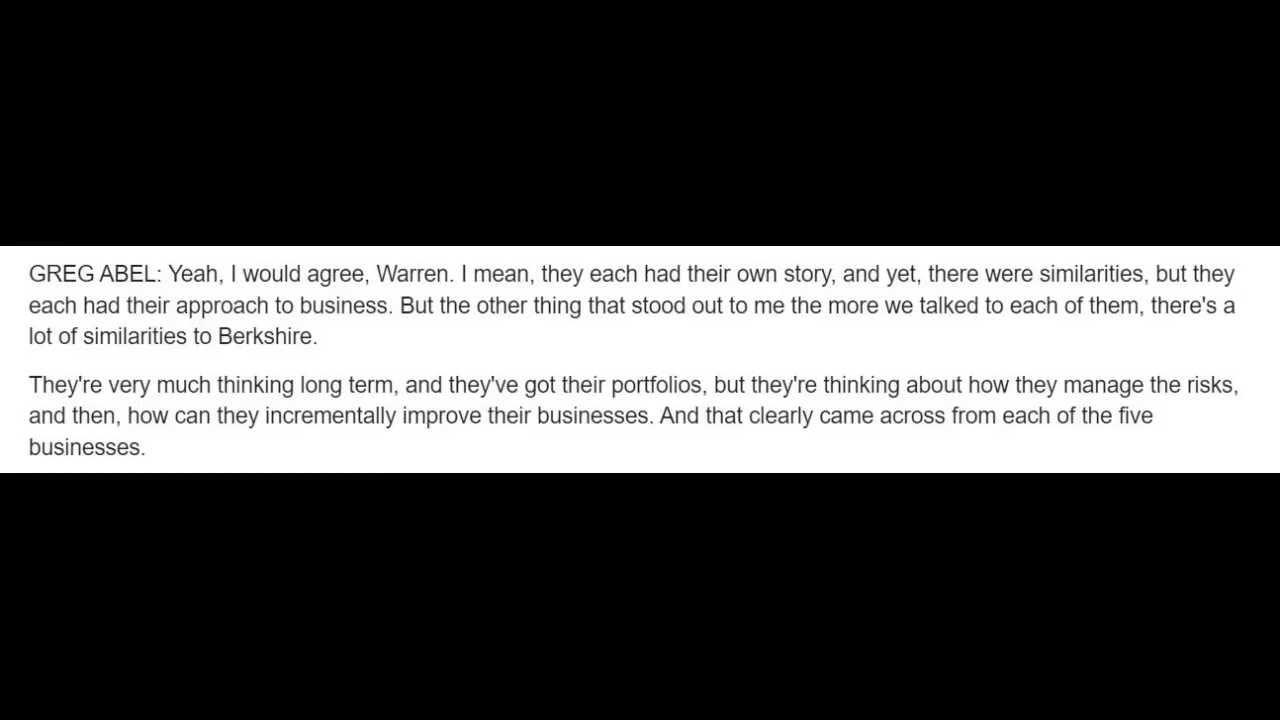 GREG ABEL: Yeah, I would agree, Warren. I mean, they each had their own story, and yet, there were similarities, but they
each had their approach to business. But the other thing that stood out to me the more we talked to each of them, there's a
lot of similarities to Berkshire.
They're very much thinking long term, and they've got their portfolios, but they're thinking about how they manage the risks,
and then, how can they incrementally improve their businesses. And that clearly came across from each of the five
businesses.